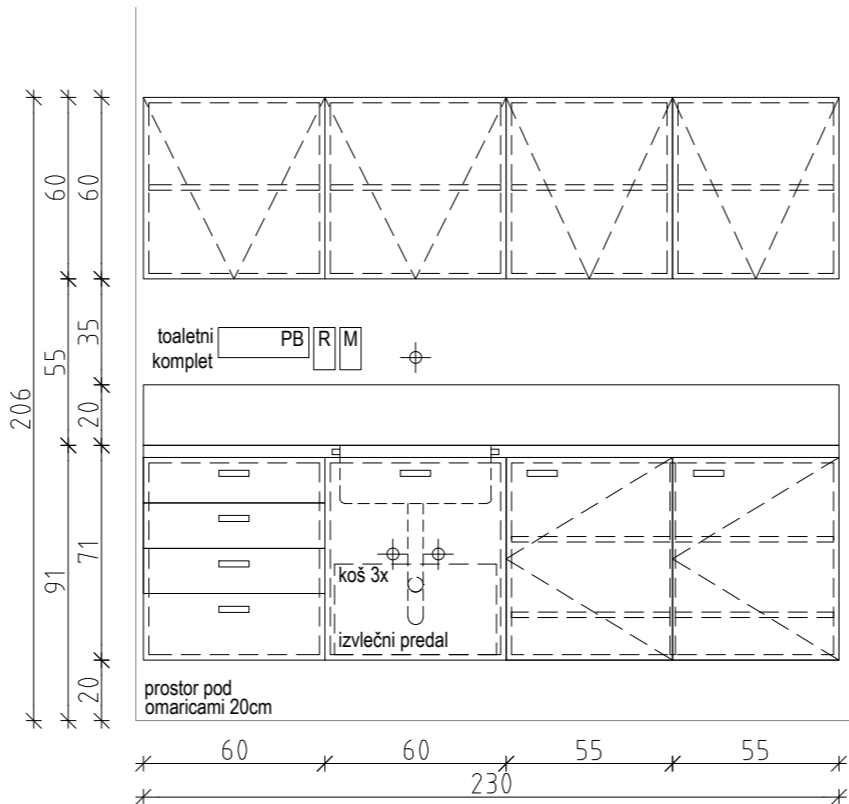 60
60
35
55
206
20
toaletni
komplet
PB
R
M
71
91
koš 3x
izvlečni predal
20
prostor pod
omaricami 20cm
60
60
55
55
230